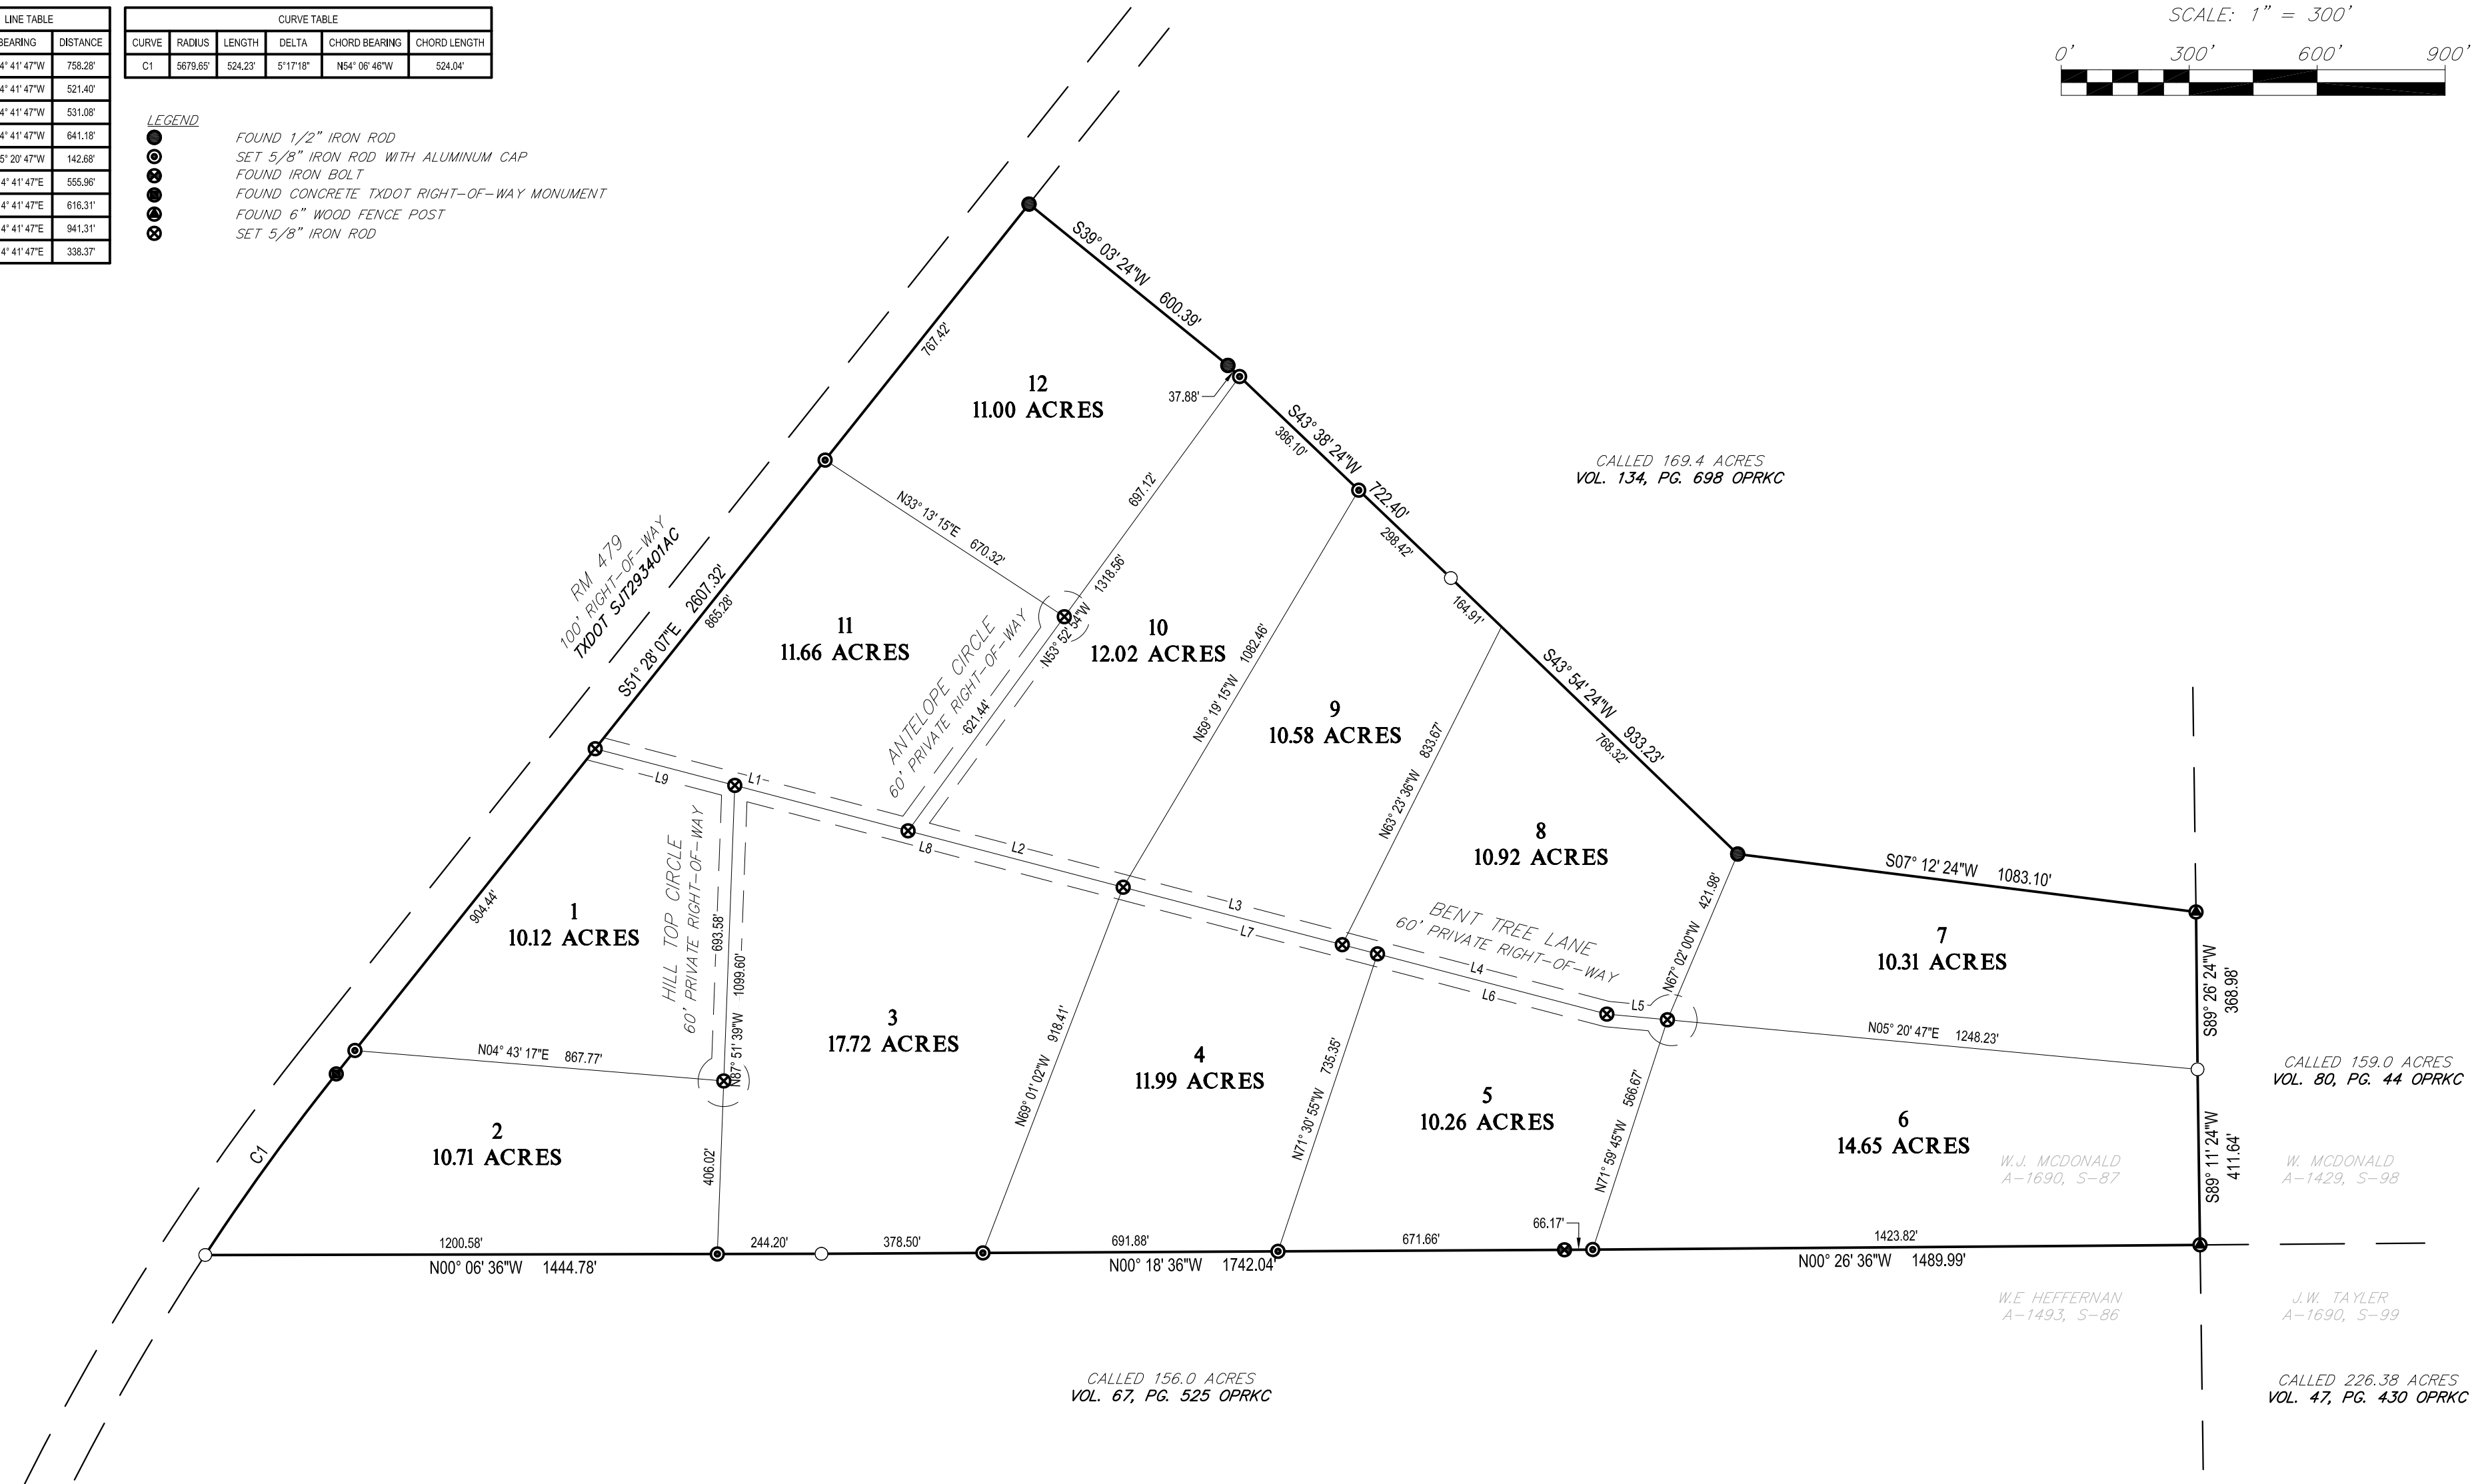 LINE TABLE
BEARING DISTANCE
4° 41' 47"W 758.28'
4° 41' 47"W 521.40'
4° 41' 47"W 531.08'
4° 41' 47"W 641.18'
5° 20' 47"W 142.68'
4° 41' 47"E 555.96'
4° 41' 47"E 616.31'
4° 41' 47"E 941.31'
4° 41' 47"E 338.37'
CURVE TABLE
CURVE RADIUS LENGTH DELTA CHORD BEARING CHORD LENGTH
C1 5679.65' 524.23' 5°17'18" N54° 06' 46"W 524.04'
LEGEND
FOUND 1/2" IRON ROD
SET 5/8" IRON ROD WITH ALUMINUM CAP
FOUND IRON BOLT
FOUND CONCRETE TXDOT RIGHT-OF-WAY MONUMENT
FOUND 6" WOOD FENCE POST
SET 5/8" IRON ROD
SCALE: 1" = 300'
0' 300' 600' 900'
S39° 03' 24"W 600.39'
767.42'
12
11.00 ACRES
37.88'
S43° 38' 24"W 722.40'
386.10'
298.42'
CALLED 169.4 ACRES
VOL. 134, PG. 698 OPRKC
697.12'
N33° 13' 15"E 670.32'
RM 479
100' RIGHT-OF-WAY
TXDOT SJT293401AC
S51° 28' 07"E 2607.32'
865.28'
11
11.66 ACRES
ANTELOPE CIRCLE
60' PRIVATE RIGHT-OF-WAY
621.44'
N53° 52' 54"W 1318.56'
10
12.02 ACRES
N59° 19' 15"W 1082.46'
164.91'
9
10.58 ACRES
N63° 23' 36"W 833.67'
S43° 54' 24"W 933.23'
768.32'
L1
L9
L8
L2
L3
L7
8
10.92 ACRES
S07° 12' 24"W 1083.10'
HILL TOP CIRCLE
60' PRIVATE RIGHT-OF-WAY
693.58'
N87° 51' 39"W 1099.60'
904.44'
1
10.12 ACRES
BENT TREE LANE
60' PRIVATE RIGHT-OF-WAY
L4
L6
L5
N67° 02' 00"W 421.98'
7
10.31 ACRES
S89° 26' 24"W
368.98'
3
17.72 ACRES
N69° 01' 02"W 918.41'
N04° 43' 17"E 867.77'
4
11.99 ACRES
N71° 30' 55"W 735.35'
N05° 20' 47"E 1248.23'
CALLED 159.0 ACRES
VOL. 80, PG. 44 OPRKC
C1
2
10.71 ACRES
406.02'
5
10.26 ACRES
N71° 59' 45"W 566.67'
6
14.65 ACRES
W.J. MCDONALD
A-1690, S-87
S89° 11' 24"W
411.64'
W. MCDONALD
A-1429, S-98
1200.58'
N00° 06' 36"W 1444.78'
244.20'
378.50'
691.88'
N00° 18' 36"W 1742.04'
671.66'
66.17'
1423.82'
N00° 26' 36"W 1489.99'
W.E HEFFERNAN
A-1493, S-86
J.W. TAYLER
A-1690, S-99
CALLED 156.0 ACRES
VOL. 67, PG. 525 OPRKC
CALLED 226.38 ACRES
VOL. 47, PG. 430 OPRKC